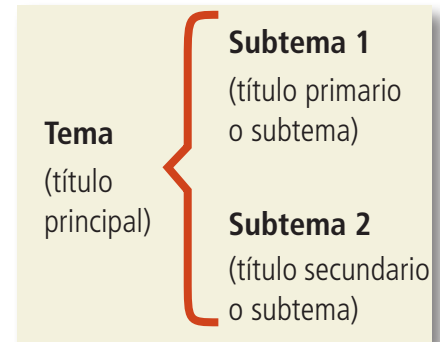 Tema
(título
principal)
Subtema 1
(título primario
o subtema)
Subtema 2
(título secundario
o subtema)